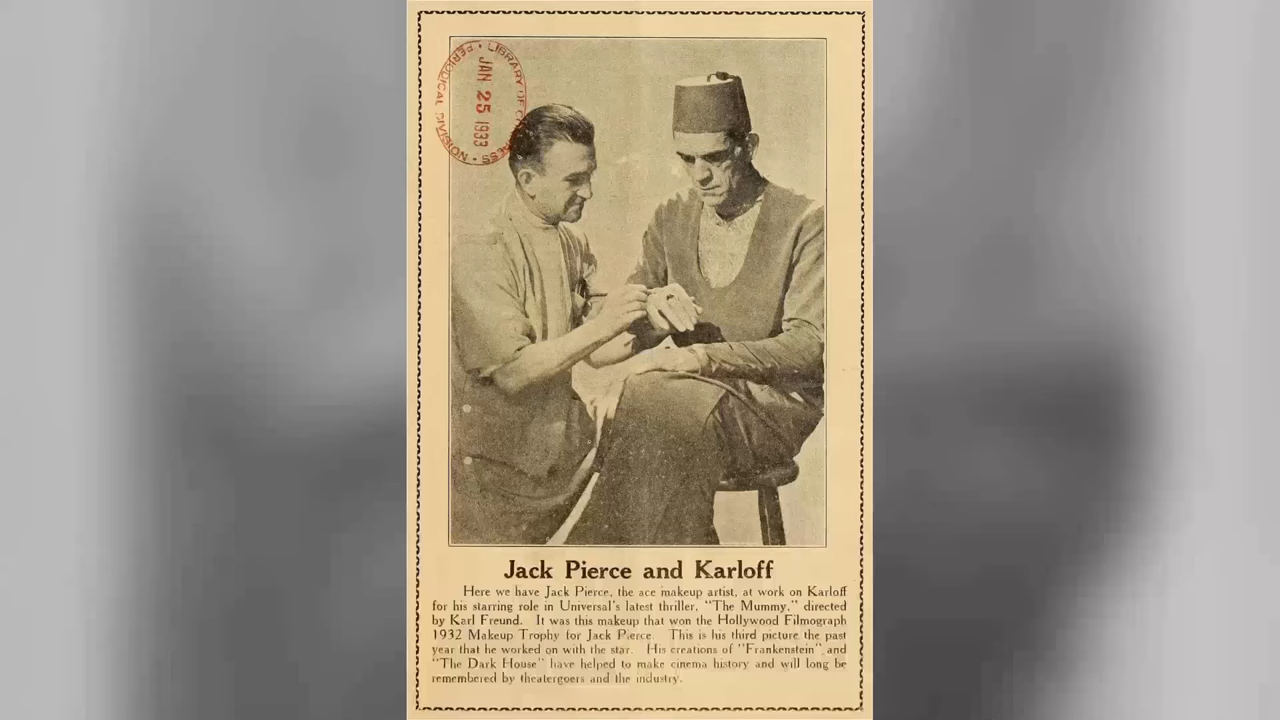 LIBRARY OF CONGRESS
JAN 25 1933
PERIODICAL DIVISION
Jack Pierce and Karloff
Here we have Jack Pierce, the ace makeup artist, at work on Karloff
for his starring role in Universal's latest thriller, "The Mummy," directed
by Karl Freund. It was this makeup that won the Hollywood Filmograph
1932 Makeup Trophy for Jack Pierce. This is his third picture the past
year that he worked on with the star. His creations of "Frankenstein" and
"The Dark House" have helped to make cinema history and will long be
remembered by theatergoers and the industry.